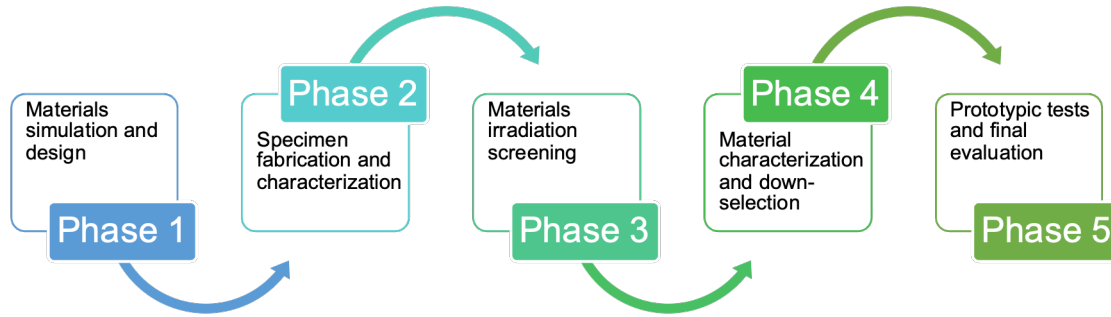 Materials
simulation and
design
Phase 1
Phase 2
Specimen
fabrication and
characterization
Materials
irradiation
screening
Phase 3
Phase 4
Material
characterization
and down-
selection
Prototypic tests
and final
evaluation
Phase 5